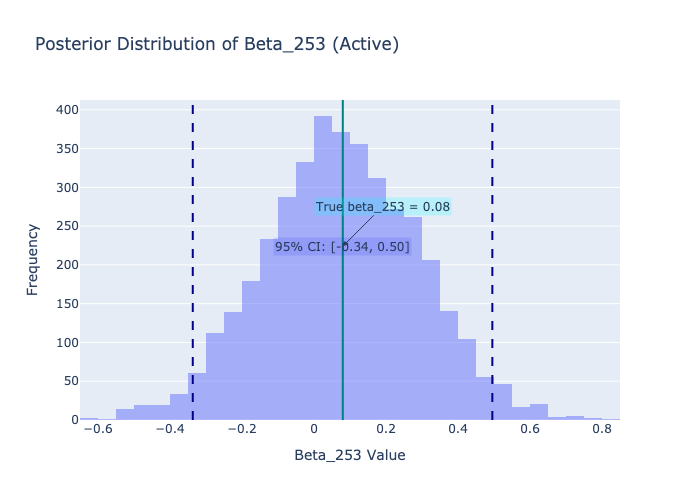 Posterior Distribution of Beta_253 (Active)
400
350
300
250
200
150
100
50
0
Frequency
True beta_253 = 0.08
95% CI: [-0.34, 0.50]
−0.6 −0.4 −0.2 0 0.2 0.4 0.6 0.8
Beta_253 Value